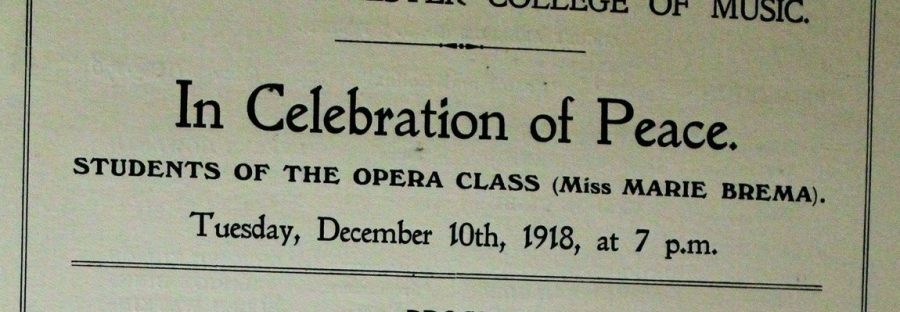 COLLEGE OF MUSIC.
In Celebration of Peace.
STUDENTS OF THE OPERA CLASS (Miss MARIE BREMA).
Tuesday, December 10th, 1918, at 7 p.m.